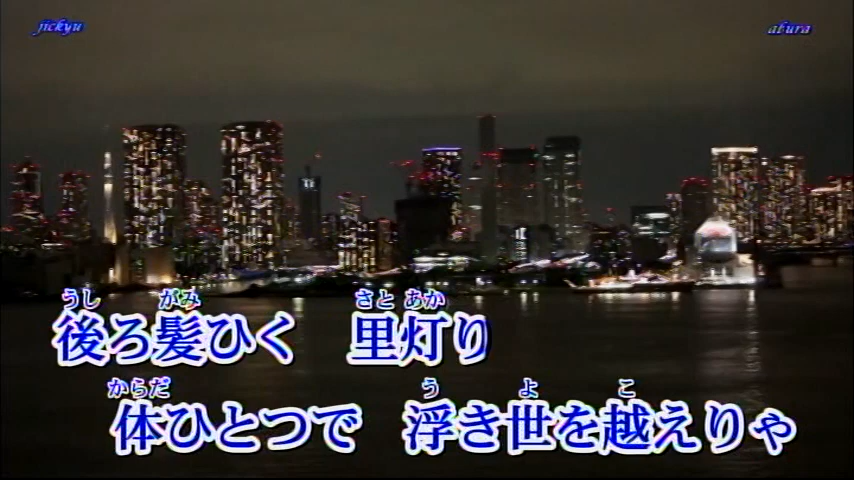 jickyu
abura
うし がみ さと あか
後ろ髪ひく 里灯り
からだ う よ こ
体ひとつで 浮き世を越えりゃ